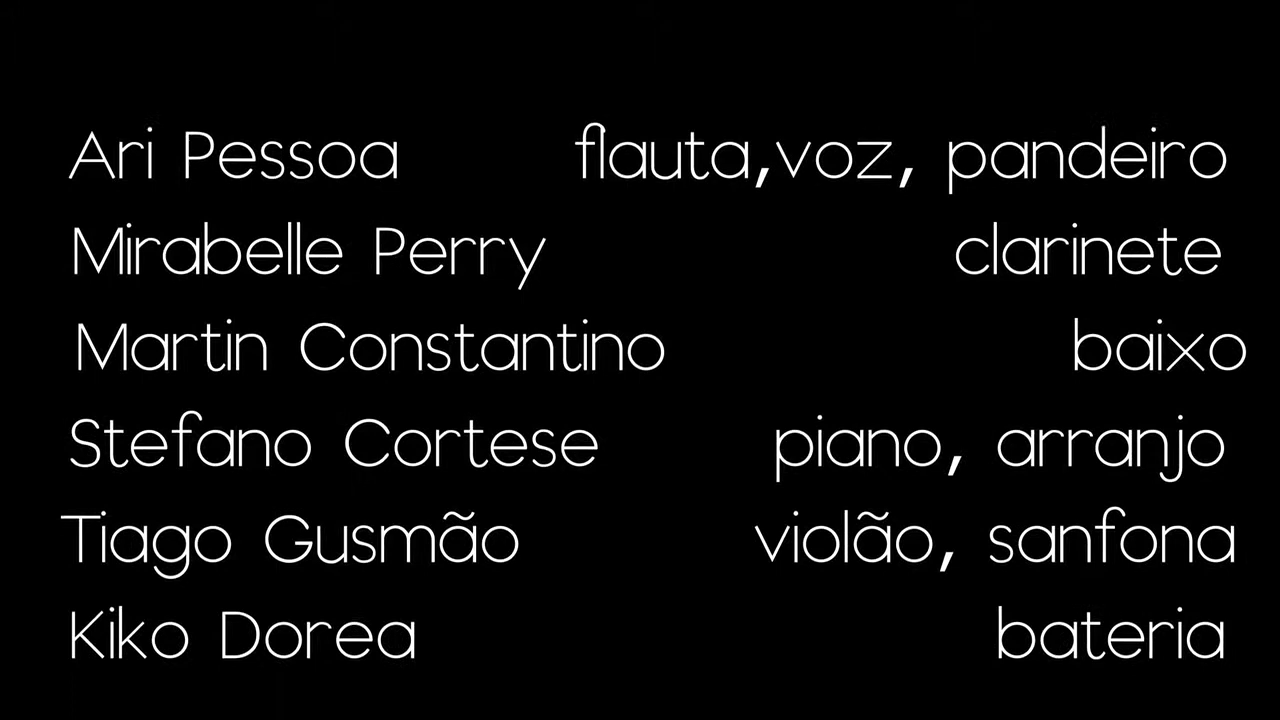 Ari Pessoa flauta,voz, pandeiro
Mirabelle Perry clarinete
Martin Constantino baixo
Stefano Cortese piano, arranjo
Tiago Gusmão violão, sanfona
Kiko Dorea bateria